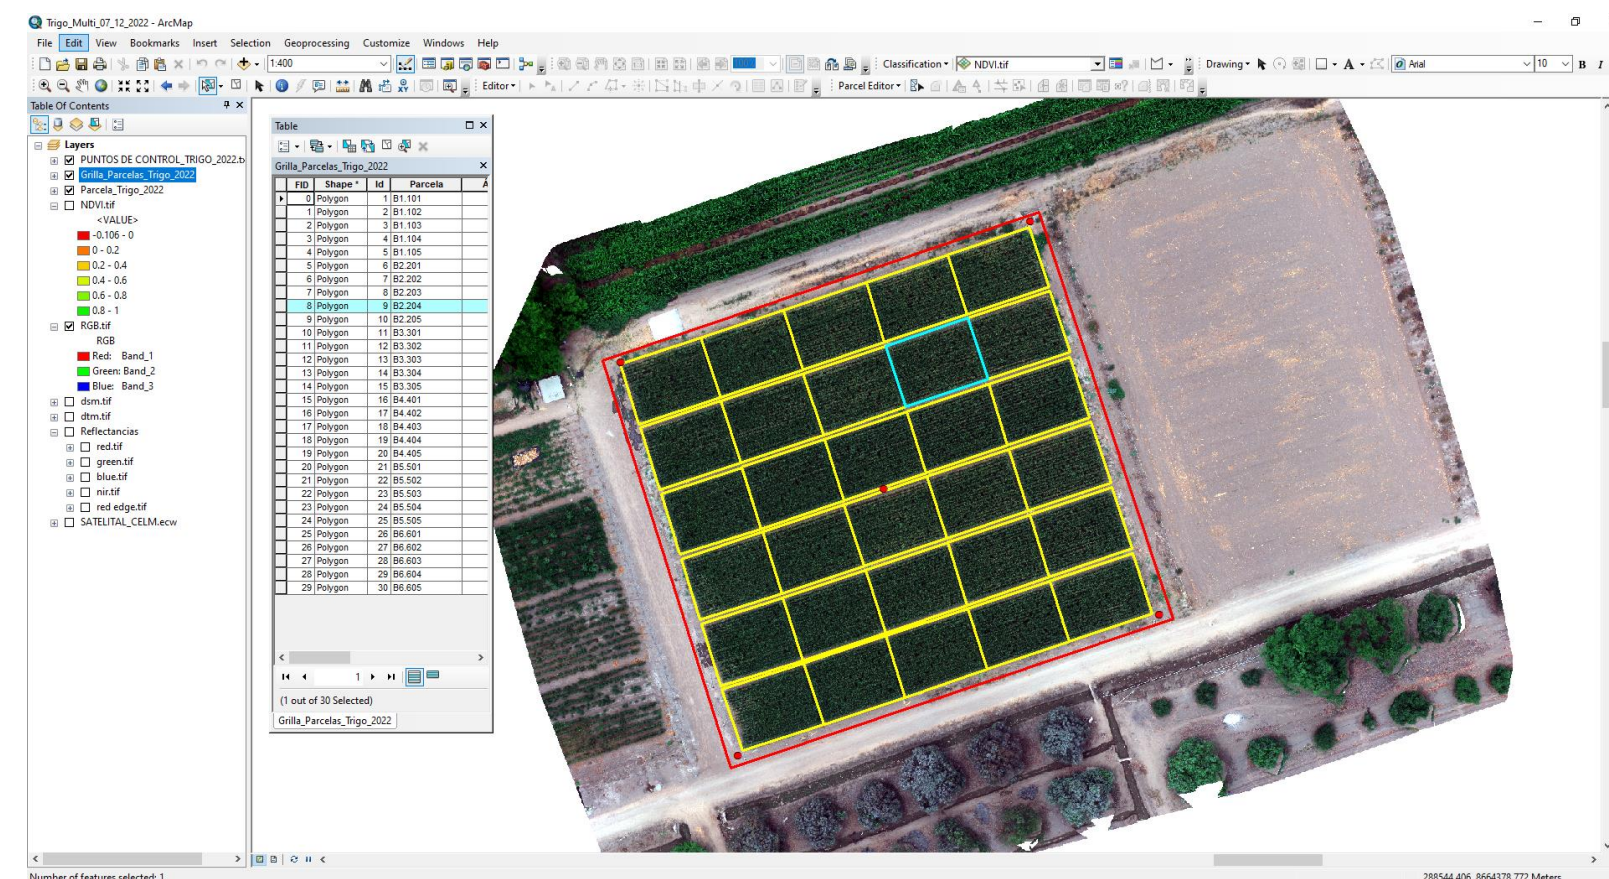 Trigo_Multi_07_12_2022 - ArcMap
File Edit View Bookmarks Insert Selection Geoprocessing Customize Windows Help
1:400
Classification
NDVI.tif
Drawing
A
Arial
10
B I
Editor
Parcel Editor
Table Of Contents
Layers
PUNTOS DE CONTROL_TRIGO_2022.t
Grilla_Parcelas_Trigo_2022
Parcela_Trigo_2022
NDVI.tif
<VALUE>
-0.106 - 0
0 - 0.2
0.2 - 0.4
0.4 - 0.6
0.6 - 0.8
0.8 - 1
RGB.tif
RGB
Red: Band_1
Green: Band_2
Blue: Band_3
dsm.tif
dtm.tif
Reflectancias
red.tif
green.tif
blue.tif
nir.tif
red edge.tif
SATELITAL_CELM.ecw
Table
Grilla_Parcelas_Trigo_2022
FID Shape * Id Parcela
0 Polygon 1 B1.101
1 Polygon 2 B1.102
2 Polygon 3 B1.103
3 Polygon 4 B1.104
4 Polygon 5 B1.105
5 Polygon 6 B2.201
6 Polygon 7 B2.202
7 Polygon 8 B2.203
8 Polygon 9 B2.204
9 Polygon 10 B2.205
10 Polygon 11 B3.301
11 Polygon 12 B3.302
12 Polygon 13 B3.303
13 Polygon 14 B3.304
14 Polygon 15 B3.305
15 Polygon 16 B4.401
16 Polygon 17 B4.402
17 Polygon 18 B4.403
18 Polygon 19 B4.404
19 Polygon 20 B4.405
20 Polygon 21 B5.501
21 Polygon 22 B5.502
22 Polygon 23 B5.503
23 Polygon 24 B5.504
24 Polygon 25 B5.505
25 Polygon 26 B6.601
26 Polygon 27 B6.602
27 Polygon 28 B6.603
28 Polygon 29 B6.604
29 Polygon 30 B6.605
1
(1 out of 30 Selected)
Grilla_Parcelas_Trigo_2022
Number of features selected: 1
288544.406 8664378.772 Meters